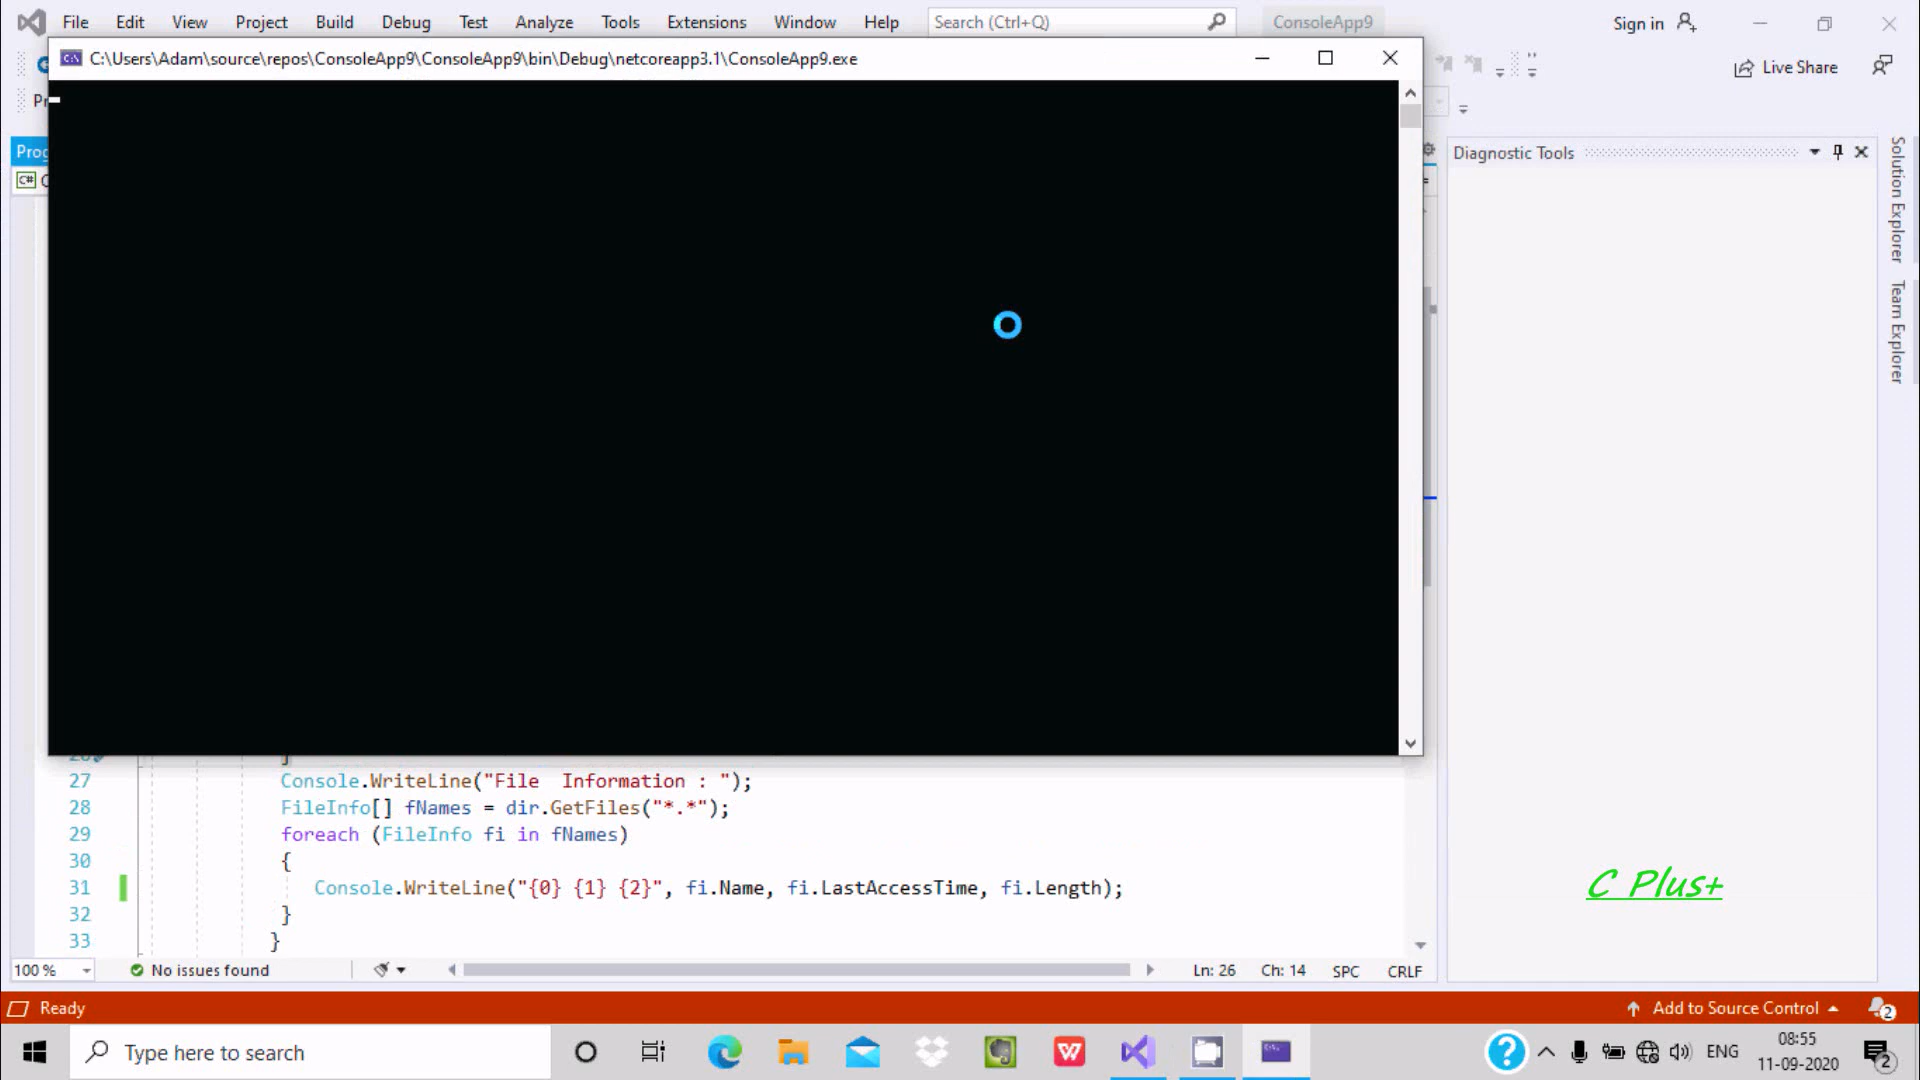 File Edit View Project Build Debug Test Analyze Tools Extensions Window Help Search (Ctrl+Q) ConsoleApp9 Sign in
C:\Users\Adam\source\repos\ConsoleApp9\ConsoleApp9\bin\Debug\netcoreapp3.1\ConsoleApp9.exe
Live Share
Diagnostic Tools
Solution Explorer
Team Explorer
27 Console.WriteLine("File  Information : ");
28 FileInfo[] fNames = dir.GetFiles("*.*");
29 foreach (FileInfo fi in fNames)
30 {
31 Console.WriteLine("{0} {1} {2}", fi.Name, fi.LastAccessTime, fi.Length);
32 }
33 }
C Plus+
100 % No issues found Ln: 26 Ch: 14 SPC CRLF
Ready Add to Source Control 2
Type here to search ENG 08:55
11-09-2020 2